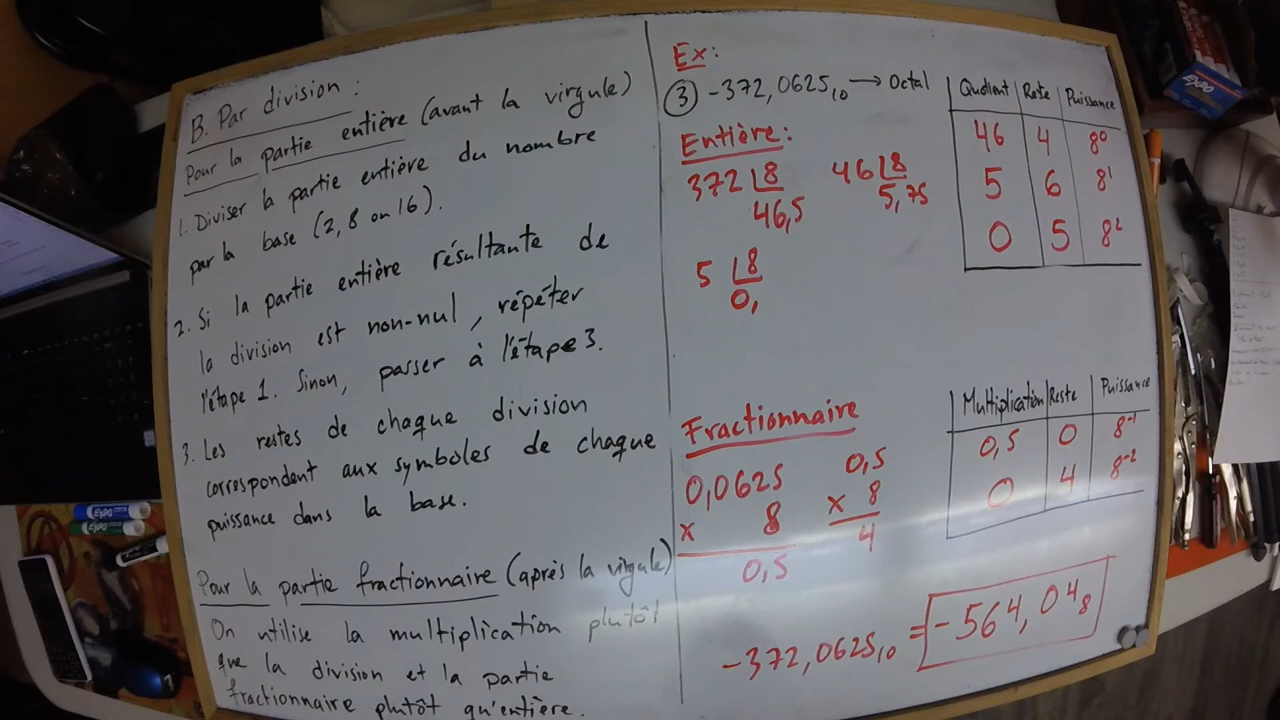 B. Par division :
Pour la partie entière (avant la virgule)
1. Diviser la partie entière du nombre
par la base (2, 8 ou 16).
2. Si la partie entière résultante de
la division est non-nul, répéter
l'étape 1. Sinon, passer à l'étape 3.
3. Les restes de chaque division
correspondent aux symboles de chaque
puissance dans la base.
Pour la partie fractionnaire (après la virgule)
On utilise la multiplication plutôt
que la division et la partie
fractionnaire plutôt qu'entière.
Ex:
3 -372,0625₁₀ → Octal
Entière:
372 8
46,5
46 8
5,75
5 8
0,
Quotient Reste Puissance
46 4 8⁰
5 6 8¹
0 5 8²
Fractionnaire
0,0625
x 8
0,5
0,5
x 8
4
Multiplication Reste Puissance
0,5 0 8⁻¹
0 4 8⁻²
-372,0625₁₀ = -564,04₈
EXPO
EXPO
EXPO